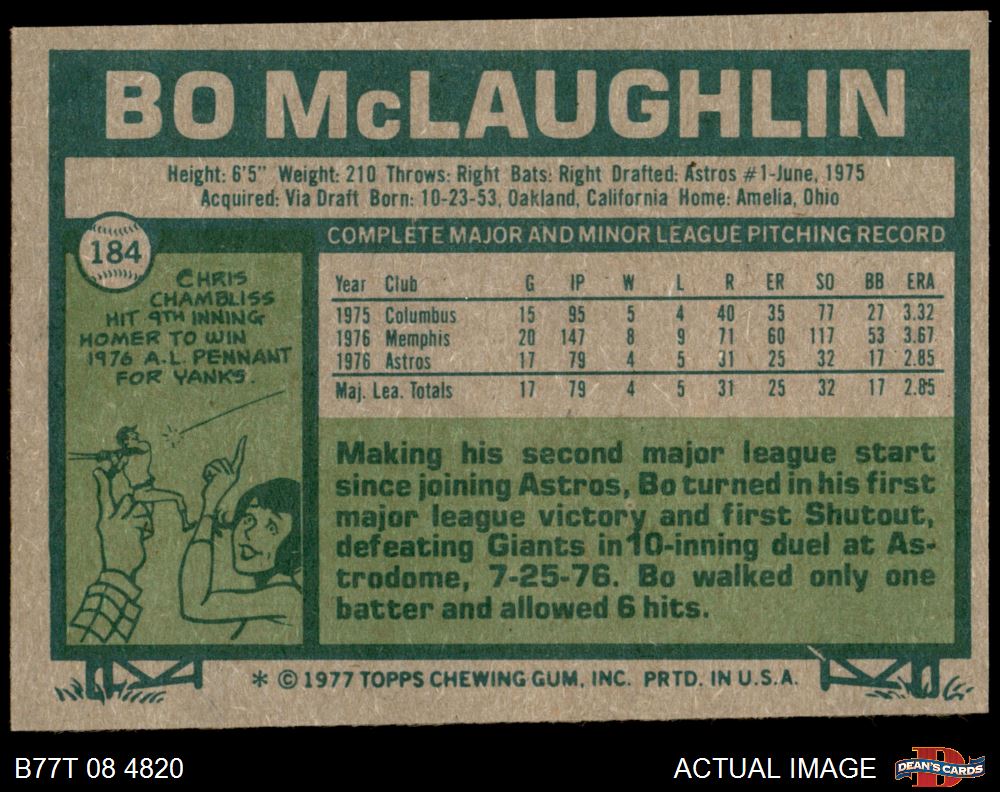 BO McLAUGHLIN
Height: 6'5" Weight: 210 Throws: Right Bats: Right Drafted: Astros #1-June, 1975
Acquired: Via Draft Born: 10-23-53, Oakland, California Home: Amelia, Ohio
184
COMPLETE MAJOR AND MINOR LEAGUE PITCHING RECORD
CHRIS
CHAMBLISS
HIT 9TH INNING
HOMER TO WIN
1976 A.L. PENNANT
FOR YANKS.
Year Club G IP W L R ER SO BB ERA
1975 Columbus 15 95 5 4 40 35 77 27 3.32
1976 Memphis 20 147 8 9 71 60 117 53 3.67
1976 Astros 17 79 4 5 31 25 32 17 2.85
Maj. Lea. Totals 17 79 4 5 31 25 32 17 2.85
Making his second major league start
since joining Astros, Bo turned in his first
major league victory and first Shutout,
defeating Giants in 10-inning duel at As-
trodome, 7-25-76. Bo walked only one
batter and allowed 6 hits.
* © 1977 TOPPS CHEWING GUM, INC. PRTD. IN U.S.A.
B77T 08 4820
ACTUAL IMAGE
DEAN'S CARDS